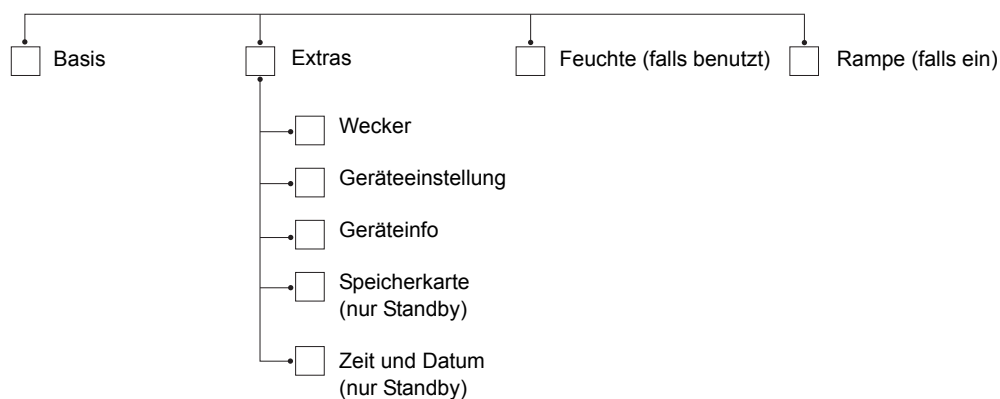 Basis
Extras
Feuchte (falls benutzt)
Rampe (falls ein)
Wecker
Geräteeinstellung
Geräteinfo
Speicherkarte
(nur Standby)
Zeit und Datum
(nur Standby)